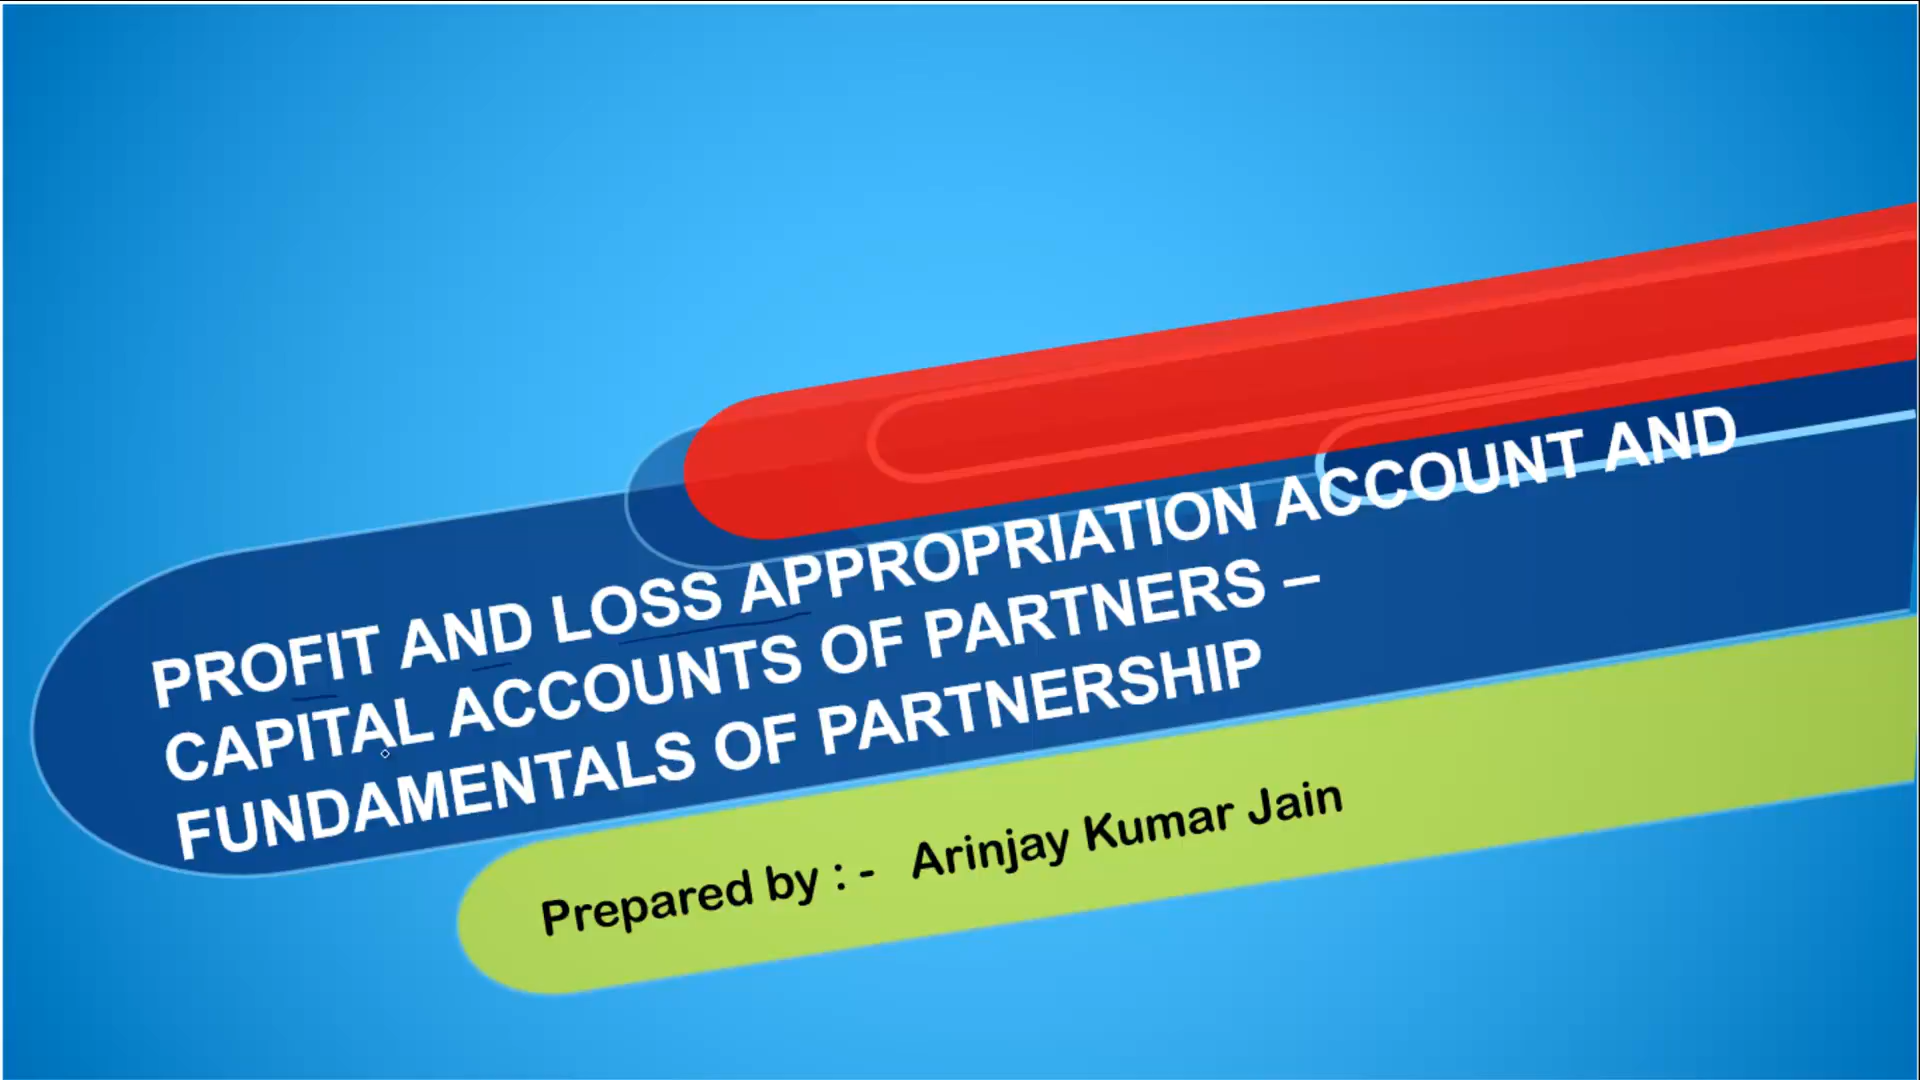 PROFIT AND LOSS APPROPRIATION ACCOUNT AND
CAPITAL ACCOUNTS OF PARTNERS –
FUNDAMENTALS OF PARTNERSHIP
Prepared by : - Arinjay Kumar Jain